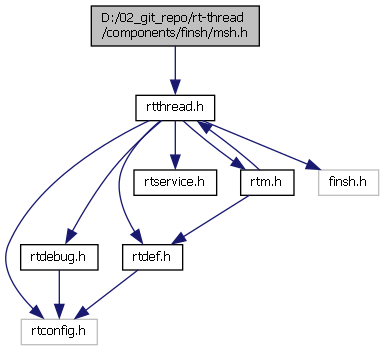 D:/02_git_repo/rt-thread
/components/finsh/msh.h
rtthread.h
rtservice.h
rtm.h
finsh.h
rtdebug.h
rtdef.h
rtconfig.h